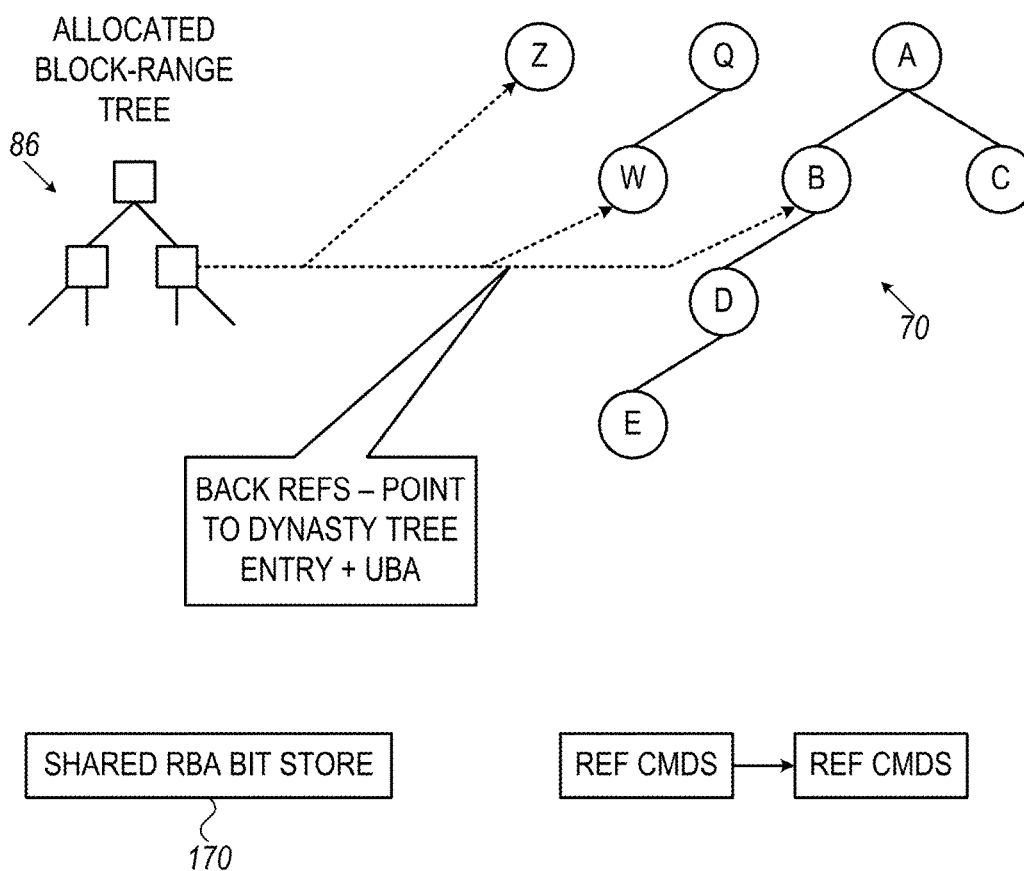 ALLOCATED
BLOCK-RANGE
TREE
86
Z
Q
A
W
B
C
D
70
E
BACK REFS – POINT
TO DYNASTY TREE
ENTRY + UBA
SHARED RBA BIT STORE
REF CMDS
REF CMDS
170